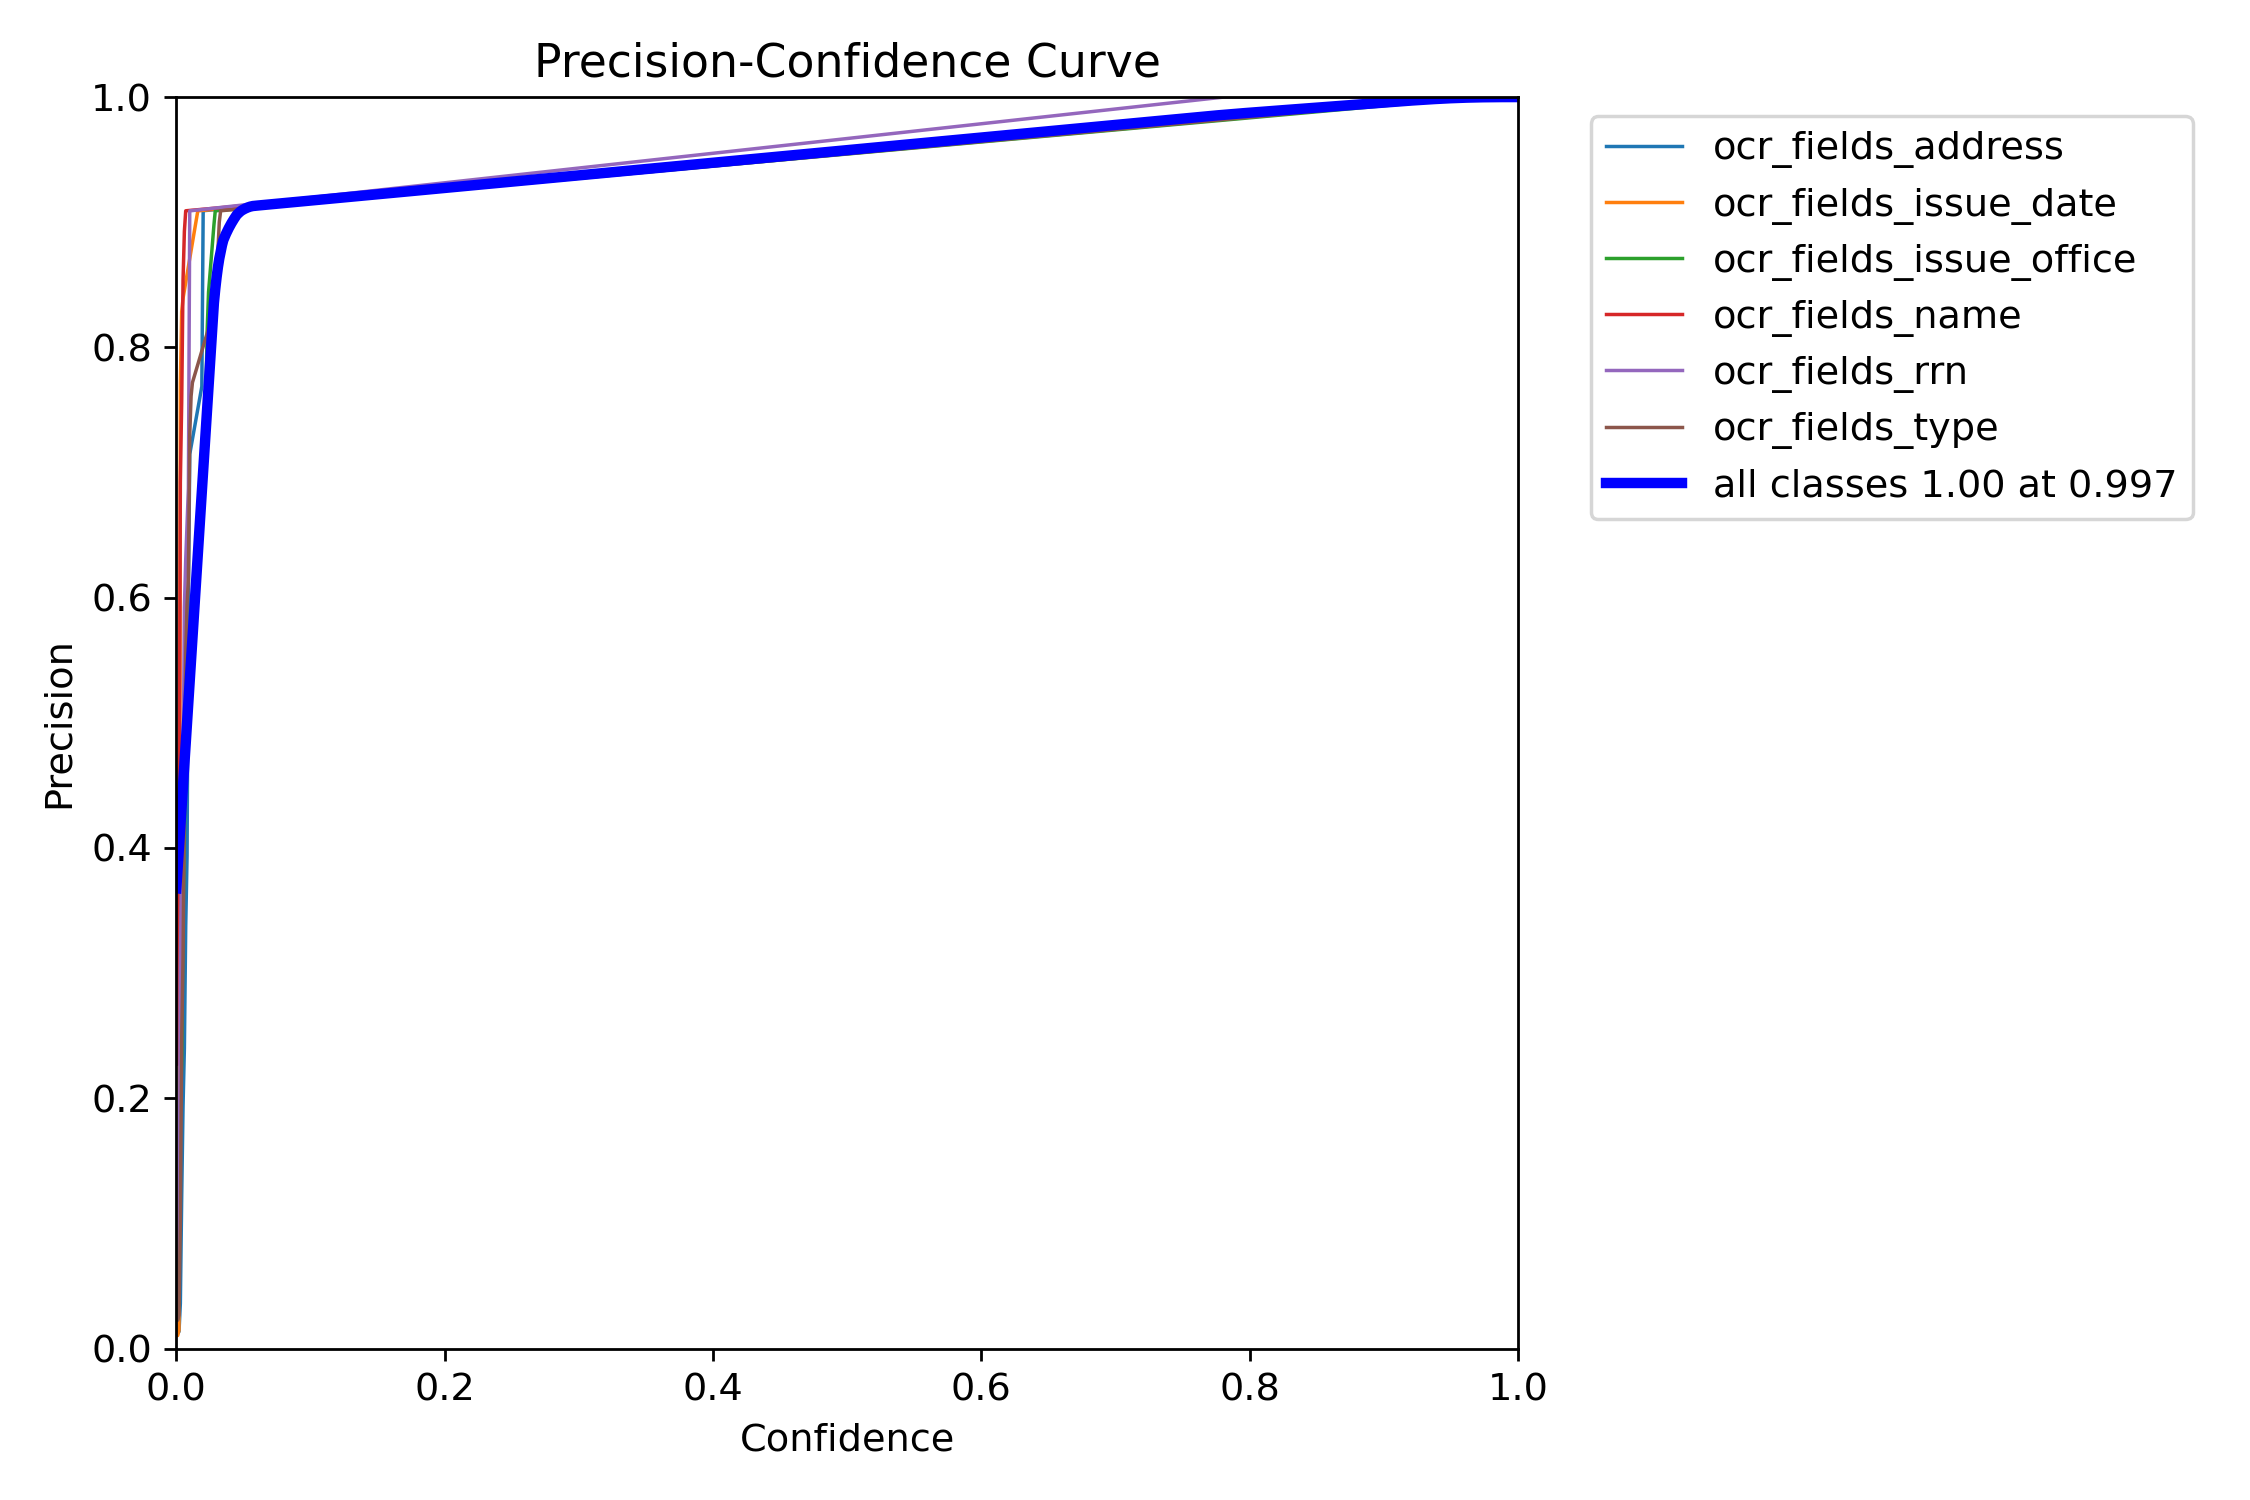 Precision-Confidence Curve
1.0
0.8
0.6
0.4
0.2
0.0
Precision
0.0 0.2 0.4 0.6 0.8 1.0
Confidence
ocr_fields_address
ocr_fields_issue_date
ocr_fields_issue_office
ocr_fields_name
ocr_fields_rrn
ocr_fields_type
all classes 1.00 at 0.997